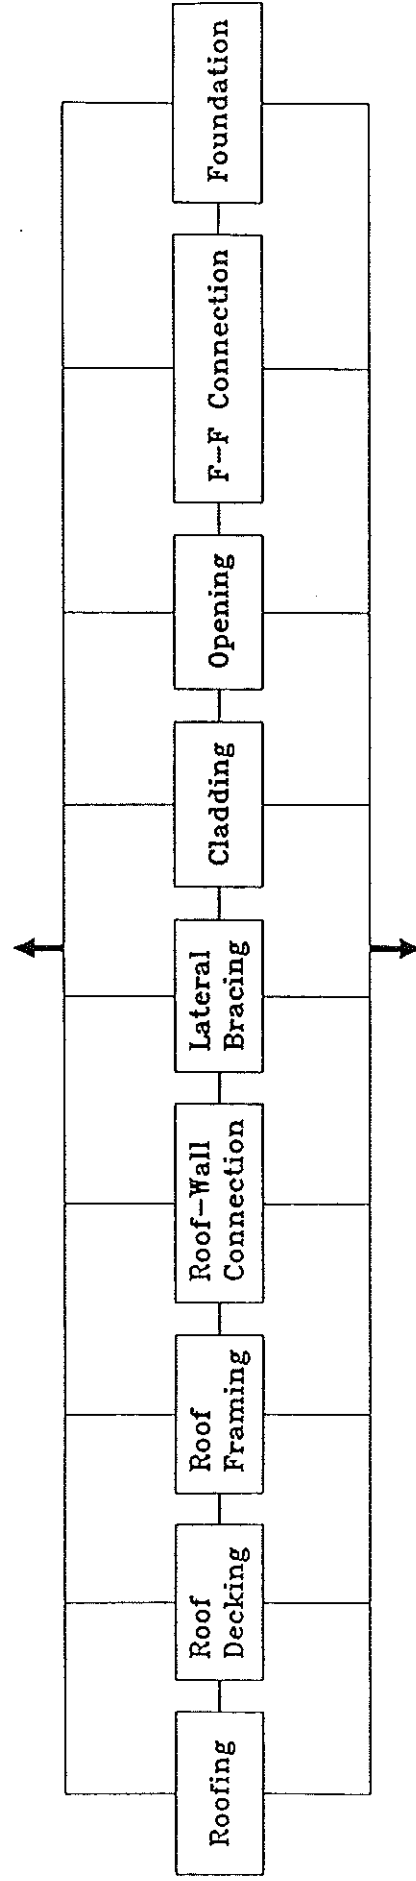 Roofing
Roof
Decking
Roof
Framing
Roof-Wall
Connection
Lateral
Bracing
Cladding
Opening
F-F Connection
Foundation